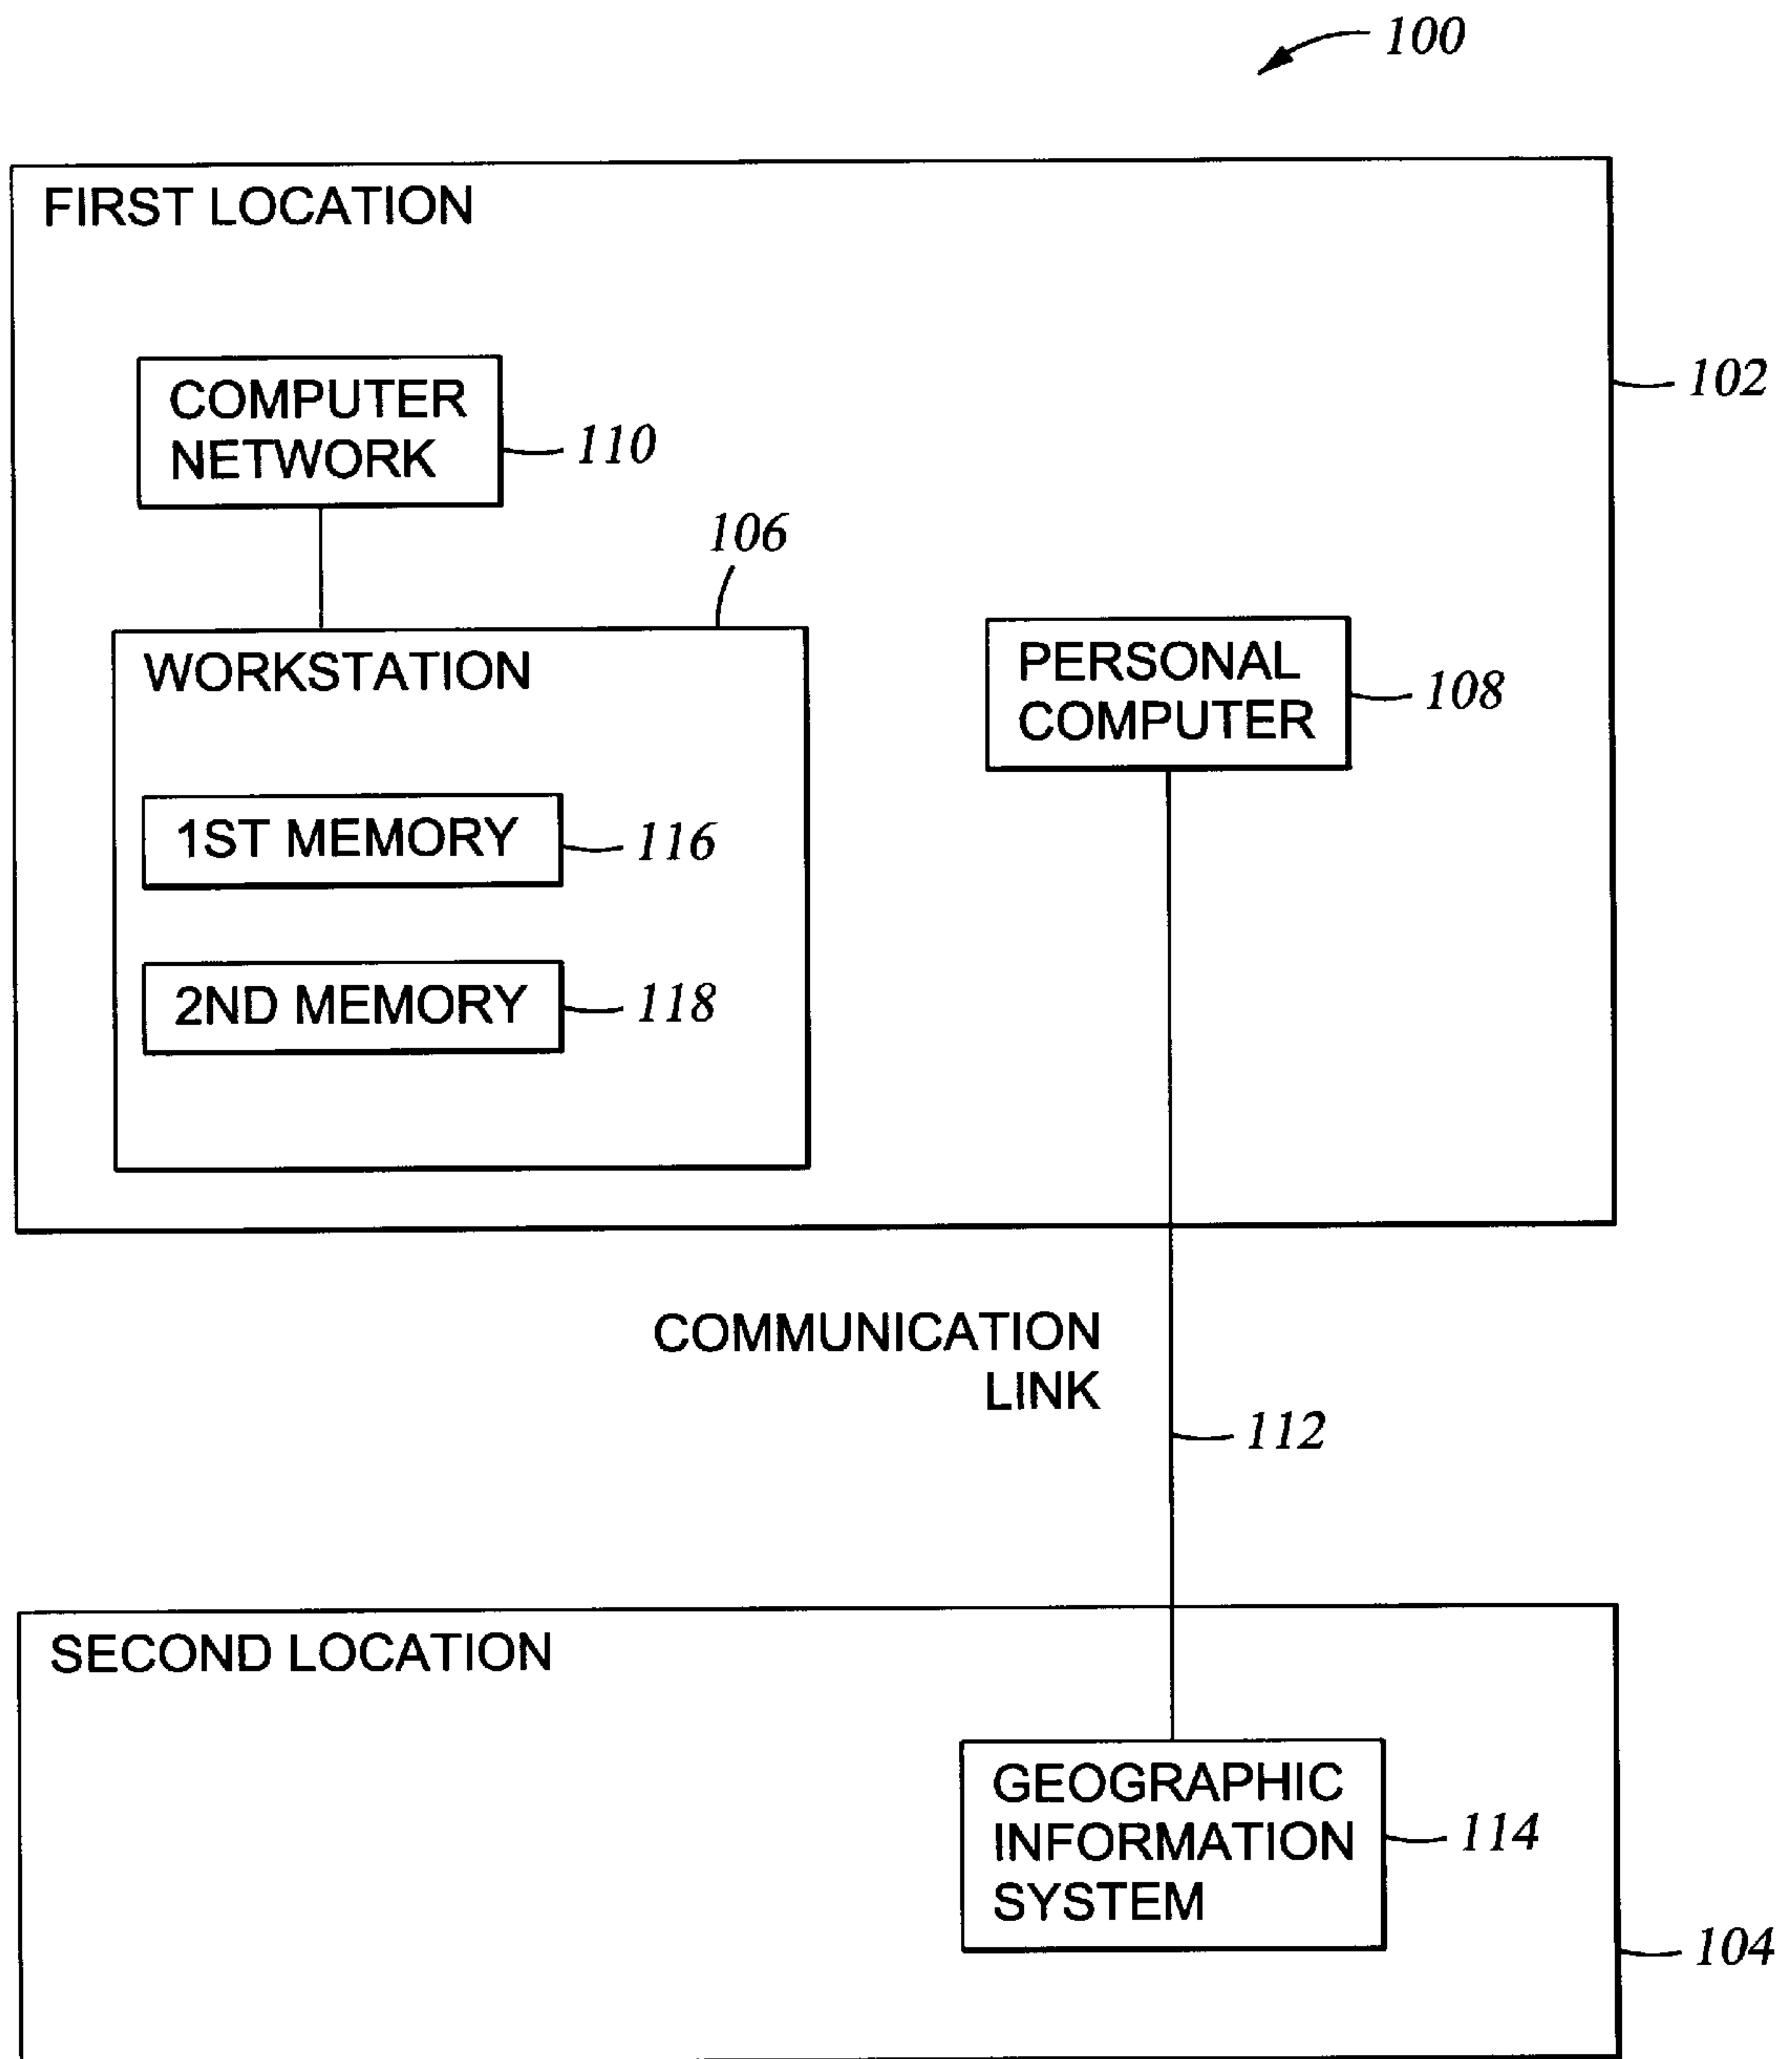 100
FIRST LOCATION
102
COMPUTER
NETWORK
110
106
WORKSTATION
PERSONAL
COMPUTER
108
1ST MEMORY
116
2ND MEMORY
118
COMMUNICATION
LINK
112
SECOND LOCATION
GEOGRAPHIC
INFORMATION
SYSTEM
114
104